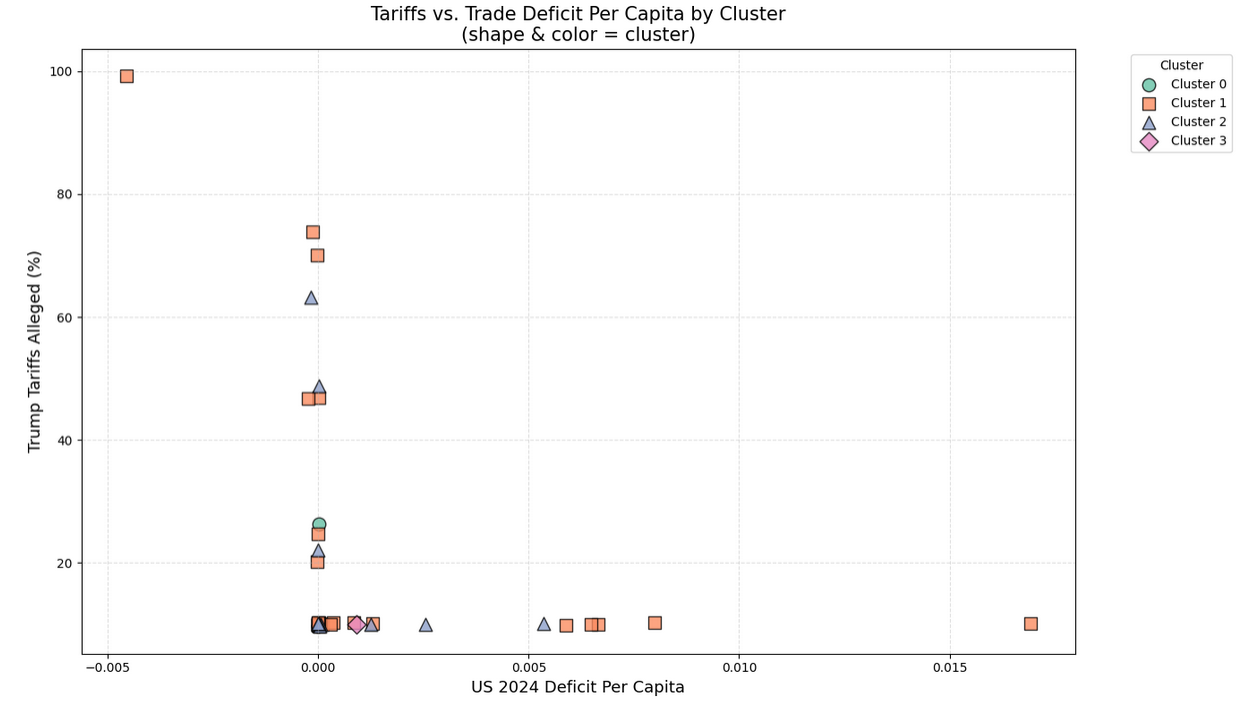 Tariffs vs. Trade Deficit Per Capita by Cluster
(shape & color = cluster)
Trump Tariffs Alleged (%)
100
80
60
40
20
−0.005
0.000
0.005
0.010
0.015
US 2024 Deficit Per Capita
Cluster
Cluster 0
Cluster 1
Cluster 2
Cluster 3